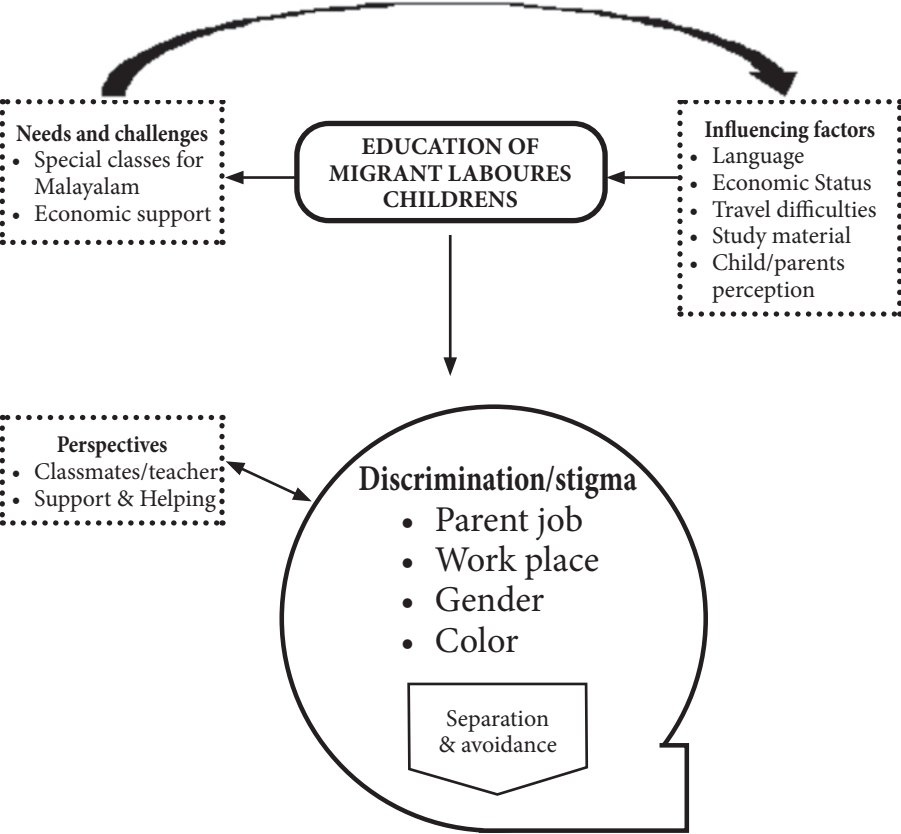 Needs and challenges
• Special classes for
Malayalam
• Economic support
EDUCATION OF
MIGRANT LABOURES
CHILDRENS
Influencing factors
• Language
• Economic Status
• Travel difficulties
• Study material
• Child/parents
perception
Perspectives
• Classmates/teacher
• Support & Helping
Discrimination/stigma
• Parent job
• Work place
• Gender
• Color
Separation
& avoidance